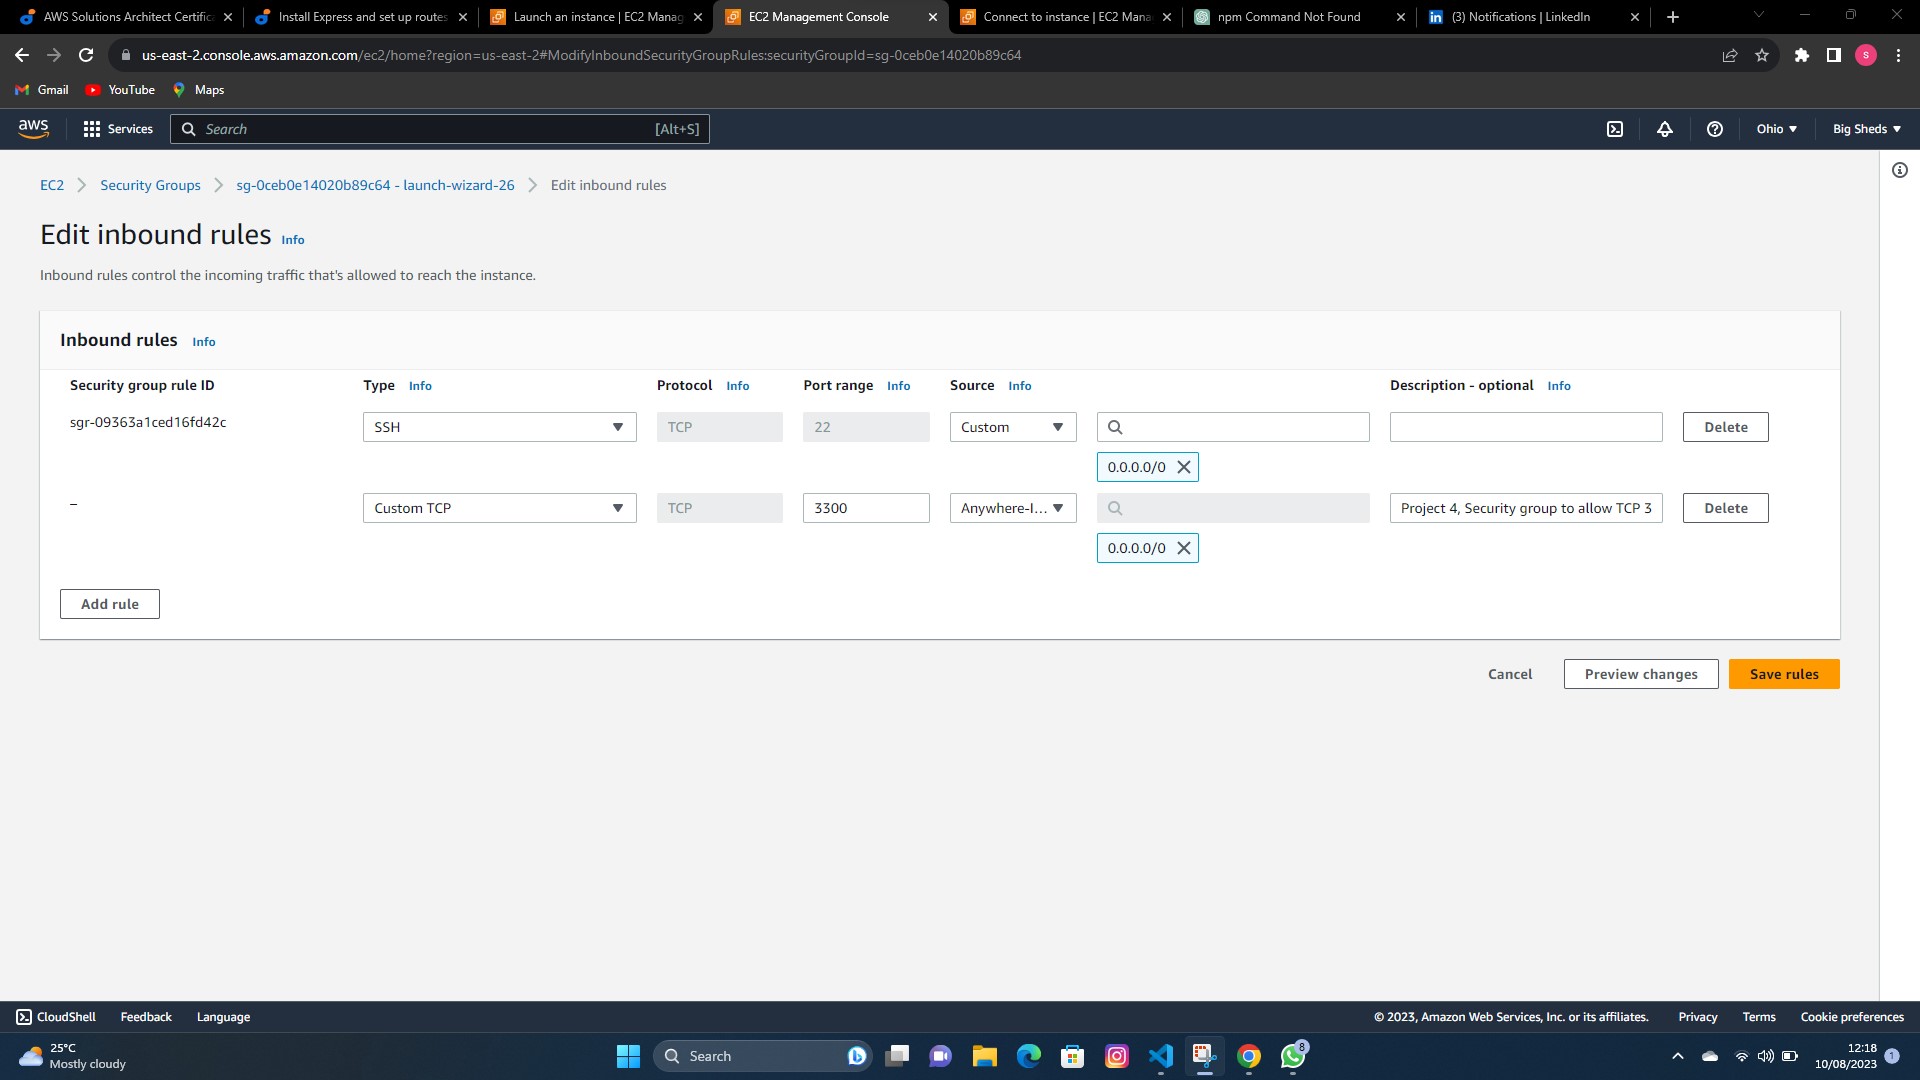 AWS Solutions Architect Certifica
Install Express and set up routes
Launch an instance | EC2 Manag
EC2 Management Console
Connect to instance | EC2 Mana
npm Command Not Found
(3) Notifications | LinkedIn
us-east-2.console.aws.amazon.com/ec2/home?region=us-east-2#ModifyInboundSecurityGroupRules:securityGroupId=sg-0ceb0e14020b89c64
S
Gmail YouTube Maps
aws Services Search [Alt+S] Ohio Big Sheds
EC2 Security Groups sg-0ceb0e14020b89c64 - launch-wizard-26 Edit inbound rules
Edit inbound rules Info
Inbound rules control the incoming traffic that's allowed to reach the instance.
Inbound rules Info
Security group rule ID Type Info Protocol Info Port range Info Source Info Description - optional Info
sgr-09363a1ced16fd42c SSH TCP 22 Custom Delete
0.0.0.0/0
– Custom TCP TCP 3300 Anywhere-I... Project 4, Security group to allow TCP 3 Delete
0.0.0.0/0
Add rule
Cancel Preview changes Save rules
CloudShell Feedback Language © 2023, Amazon Web Services, Inc. or its affiliates. Privacy Terms Cookie preferences
25°C
Mostly cloudy
Search
8
12:18
10/08/2023
1